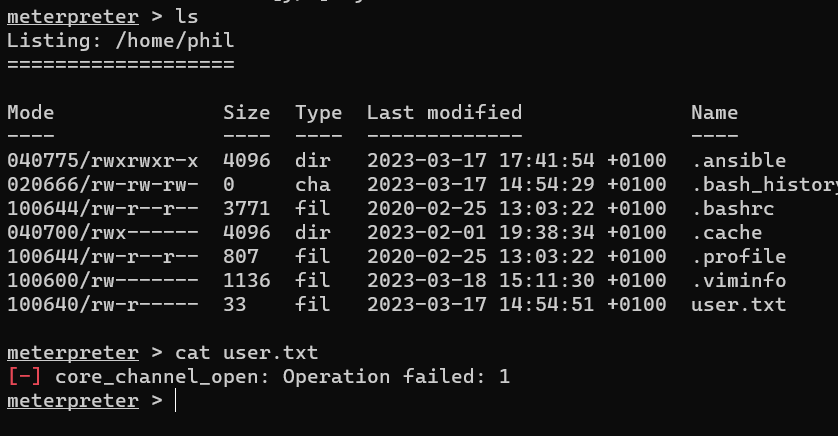 meterpreter > ls
Listing: /home/phil
===================
Mode Size Type Last modified Name
---- ---- ---- ------------- ----
040775/rwxrwxr-x 4096 dir 2023-03-17 17:41:54 +0100 .ansible
020666/rw-rw-rw- 0 cha 2023-03-17 14:54:29 +0100 .bash_history
100644/rw-r--r-- 3771 fil 2020-02-25 13:03:22 +0100 .bashrc
040700/rwx------ 4096 dir 2023-02-01 19:38:34 +0100 .cache
100644/rw-r--r-- 807 fil 2020-02-25 13:03:22 +0100 .profile
100600/rw------- 1136 fil 2023-03-18 15:11:30 +0100 .viminfo
100640/rw-r----- 33 fil 2023-03-17 14:54:51 +0100 user.txt
meterpreter > cat user.txt
[-] core_channel_open: Operation failed: 1
meterpreter >